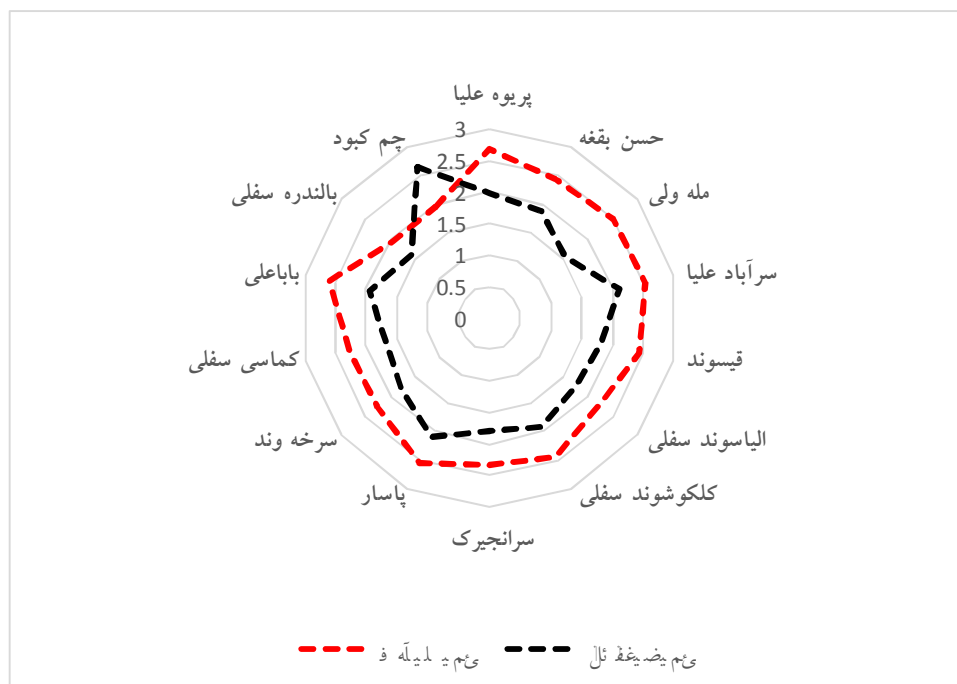 پریوه علیا
حسن بقغه
مله ولی
سرآباد علیا
قیسوند
الیاسوند سفلی
کلکوشوند سفلی
سرانجیرک
پاسار
سرخه وند
کماسی سفلی
باباعلی
بالندره سفلی
چم کبود
3
2.5
2
1.5
1
0.5
0